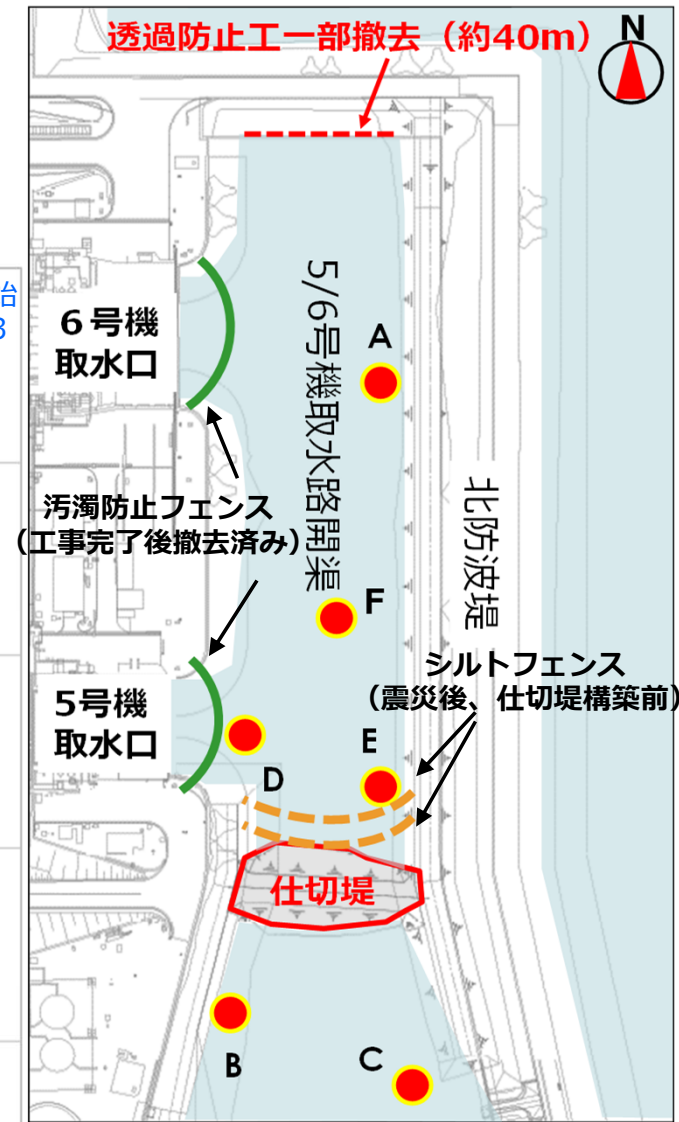 透過防止工一部撤去（約40m）
N
治
3
６号機
取水口
5/6号機取水路開渠
A
北防波堤
汚濁防止フェンス
（工事完了後撤去済み）
F
シルトフェンス
（震災後、仕切堤構築前）
5号機
取水口
D
E
仕切堤
B
C